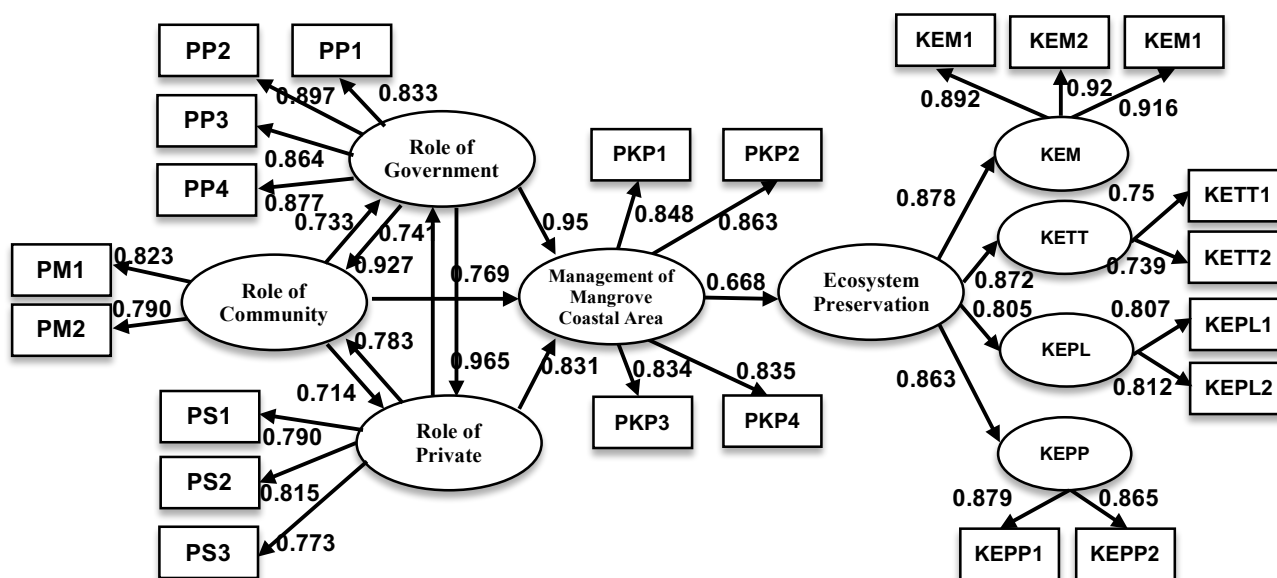 PP2
PP1
KEM1
KEM2
KEM1
0.897
0.833
0.892
0.92
0.916
PP3
Role of
Government
PKP1
PKP2
KEM
0.864
PP4
0.877
0.848
0.863
0.878
0.75
KETT1
0.733
0.74
0.95
KETT
PM1
0.823
0.927
0.769
0.872
0.739
KETT2
Role of
Community
Management of
Mangrove
Coastal Area
0.668
Ecosystem
Preservation
PM2
0.790
0.805
0.807
KEPL1
0.783
0.965
0.831
KEPL
0.714
0.834
0.835
0.863
0.812
KEPL2
PS1
0.790
Role of
Private
PKP3
PKP4
KEPP
PS2
0.815
0.879
0.865
PS3
0.773
KEPP1
KEPP2